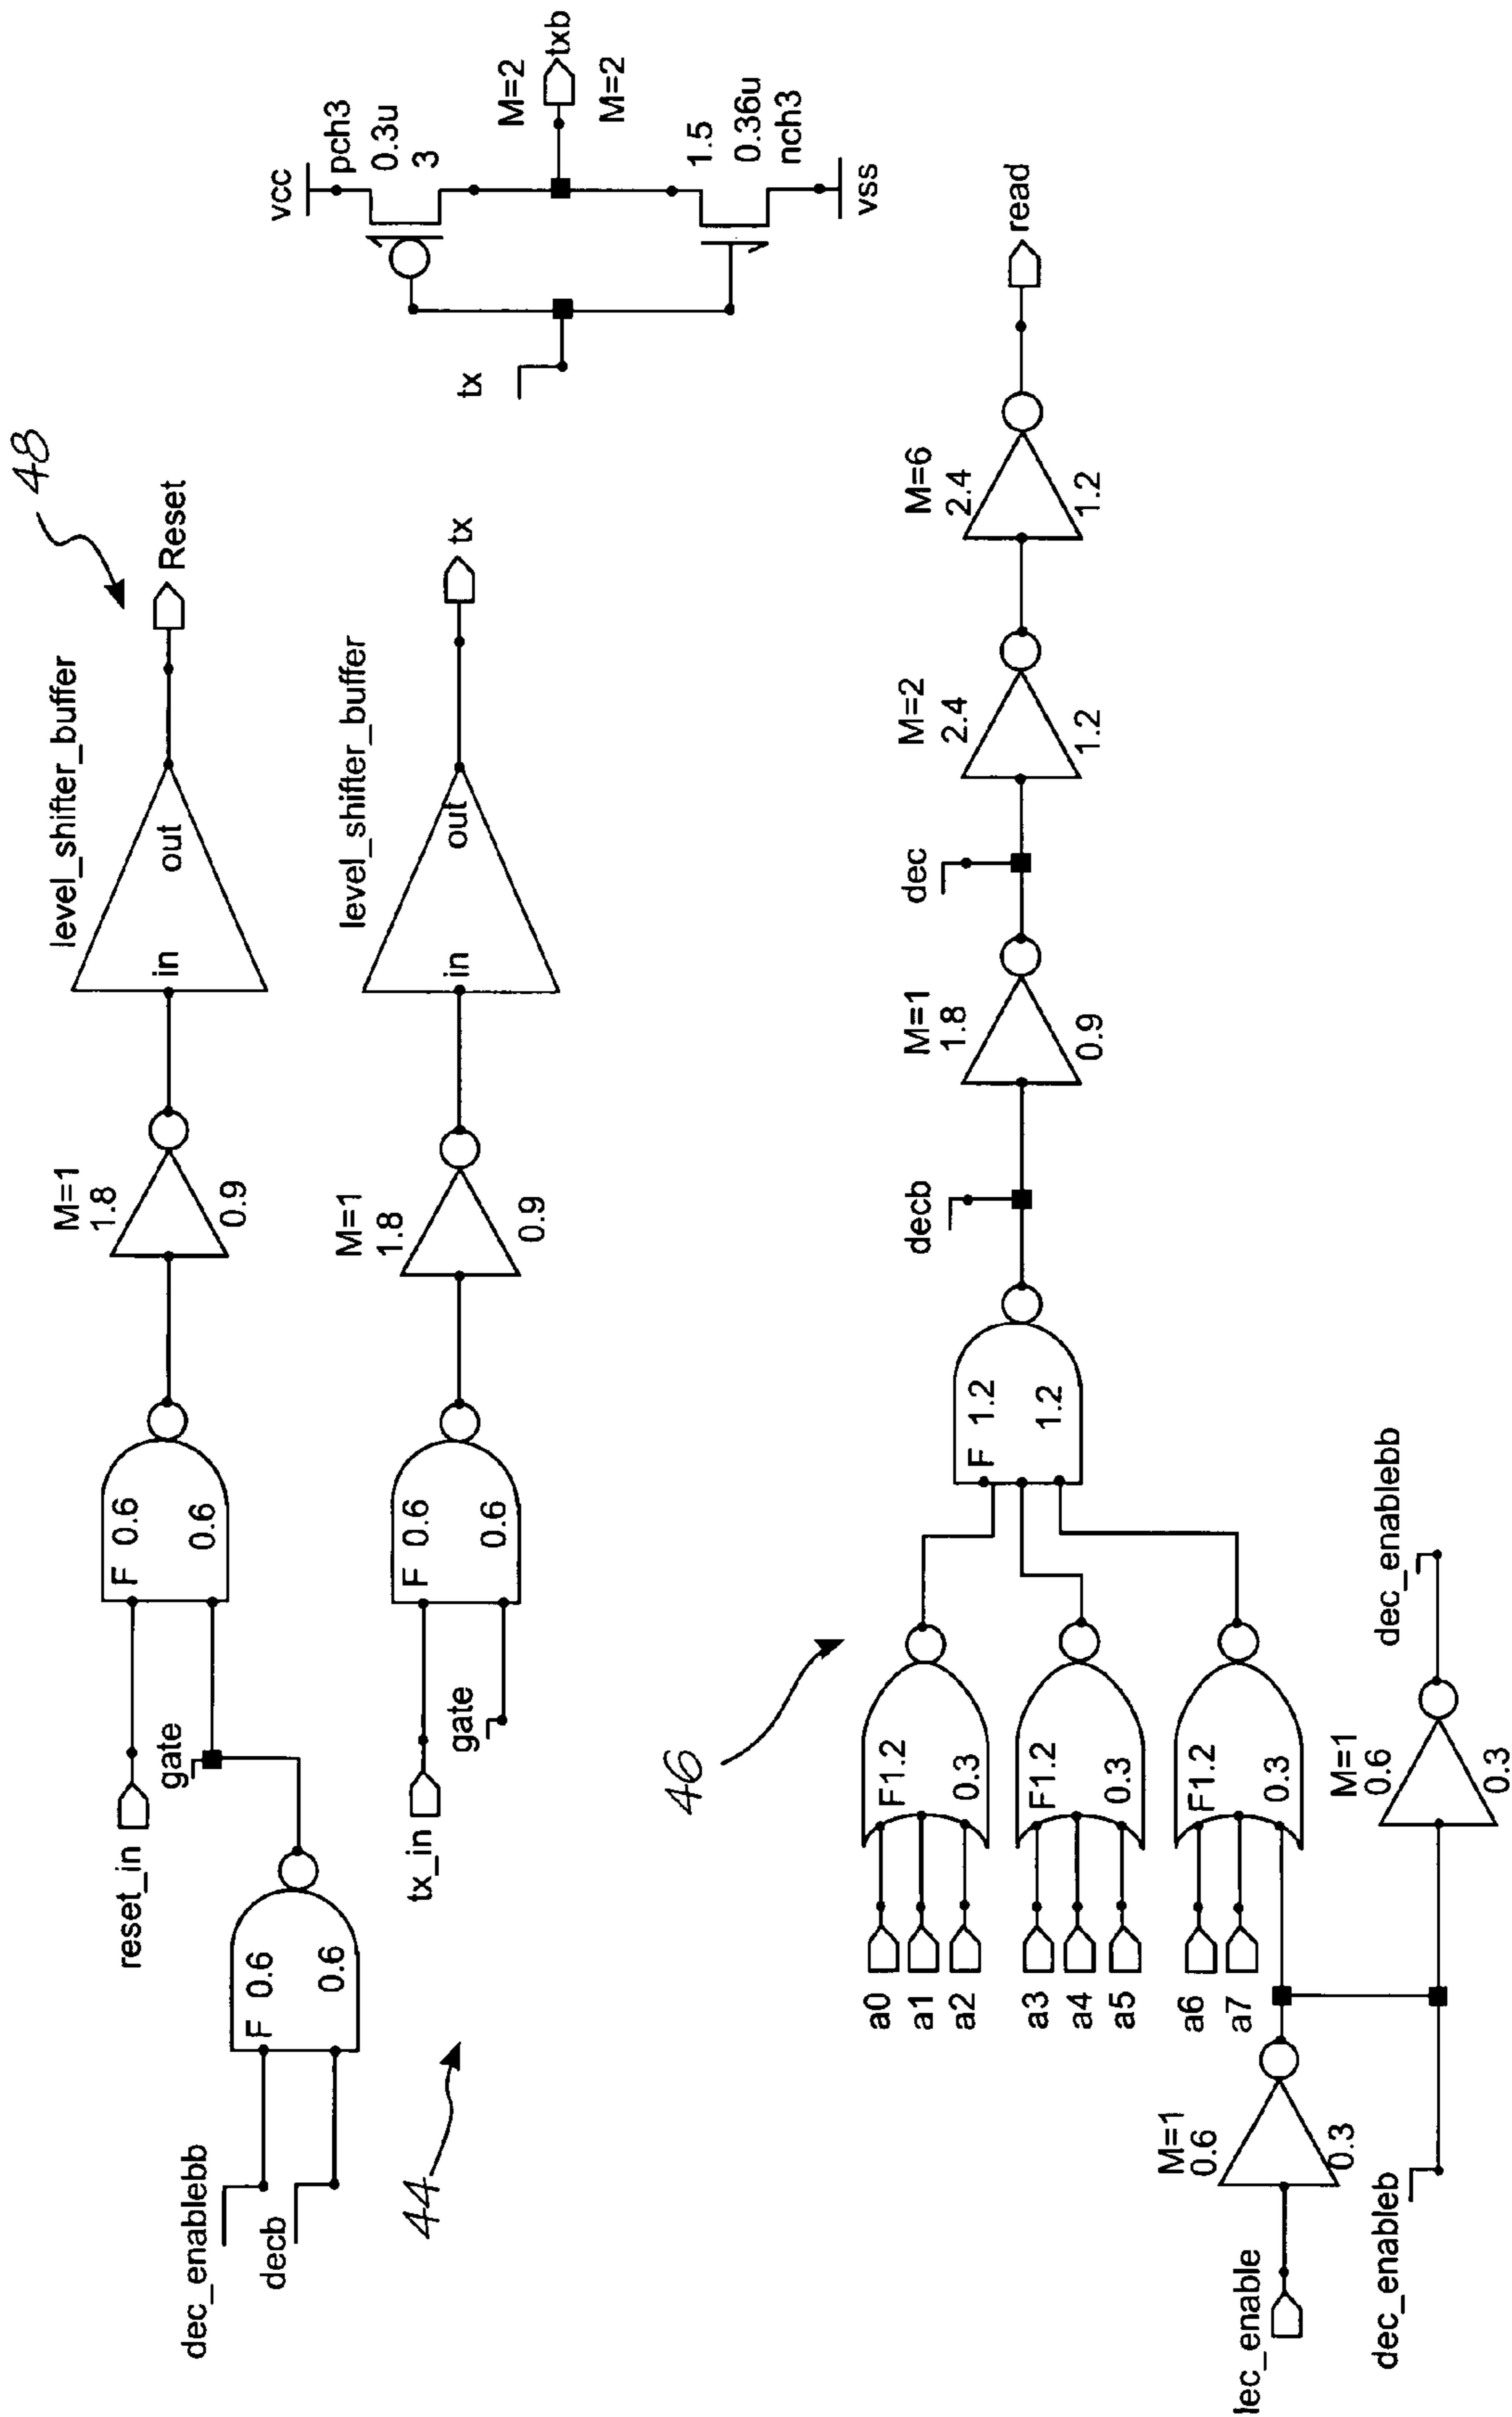 48
level_shifter_buffer
M=1
1.8
0.9
in
out
Reset
F 0.6
0.6
reset_in
gate
dec_enablebb
decb
F 0.6
0.6
44
level_shifter_buffer
M=1
1.8
0.9
in
out
tx
F 0.6
0.6
tx_in
gate
vcc
pch3
0.3u
3
M=2
txb
M=2
1.5
0.36u
nch3
vss
tx
46
a0
a1
a2
F1.2
0.3
a3
a4
a5
F1.2
0.3
a6
a7
F1.2
0.3
F 1.2
1.2
decb
M=1
1.8
0.9
dec
M=2
2.4
1.2
M=6
2.4
1.2
read
lec_enable
M=1
0.6
0.3
dec_enableb
M=1
0.6
0.3
dec_enablebb